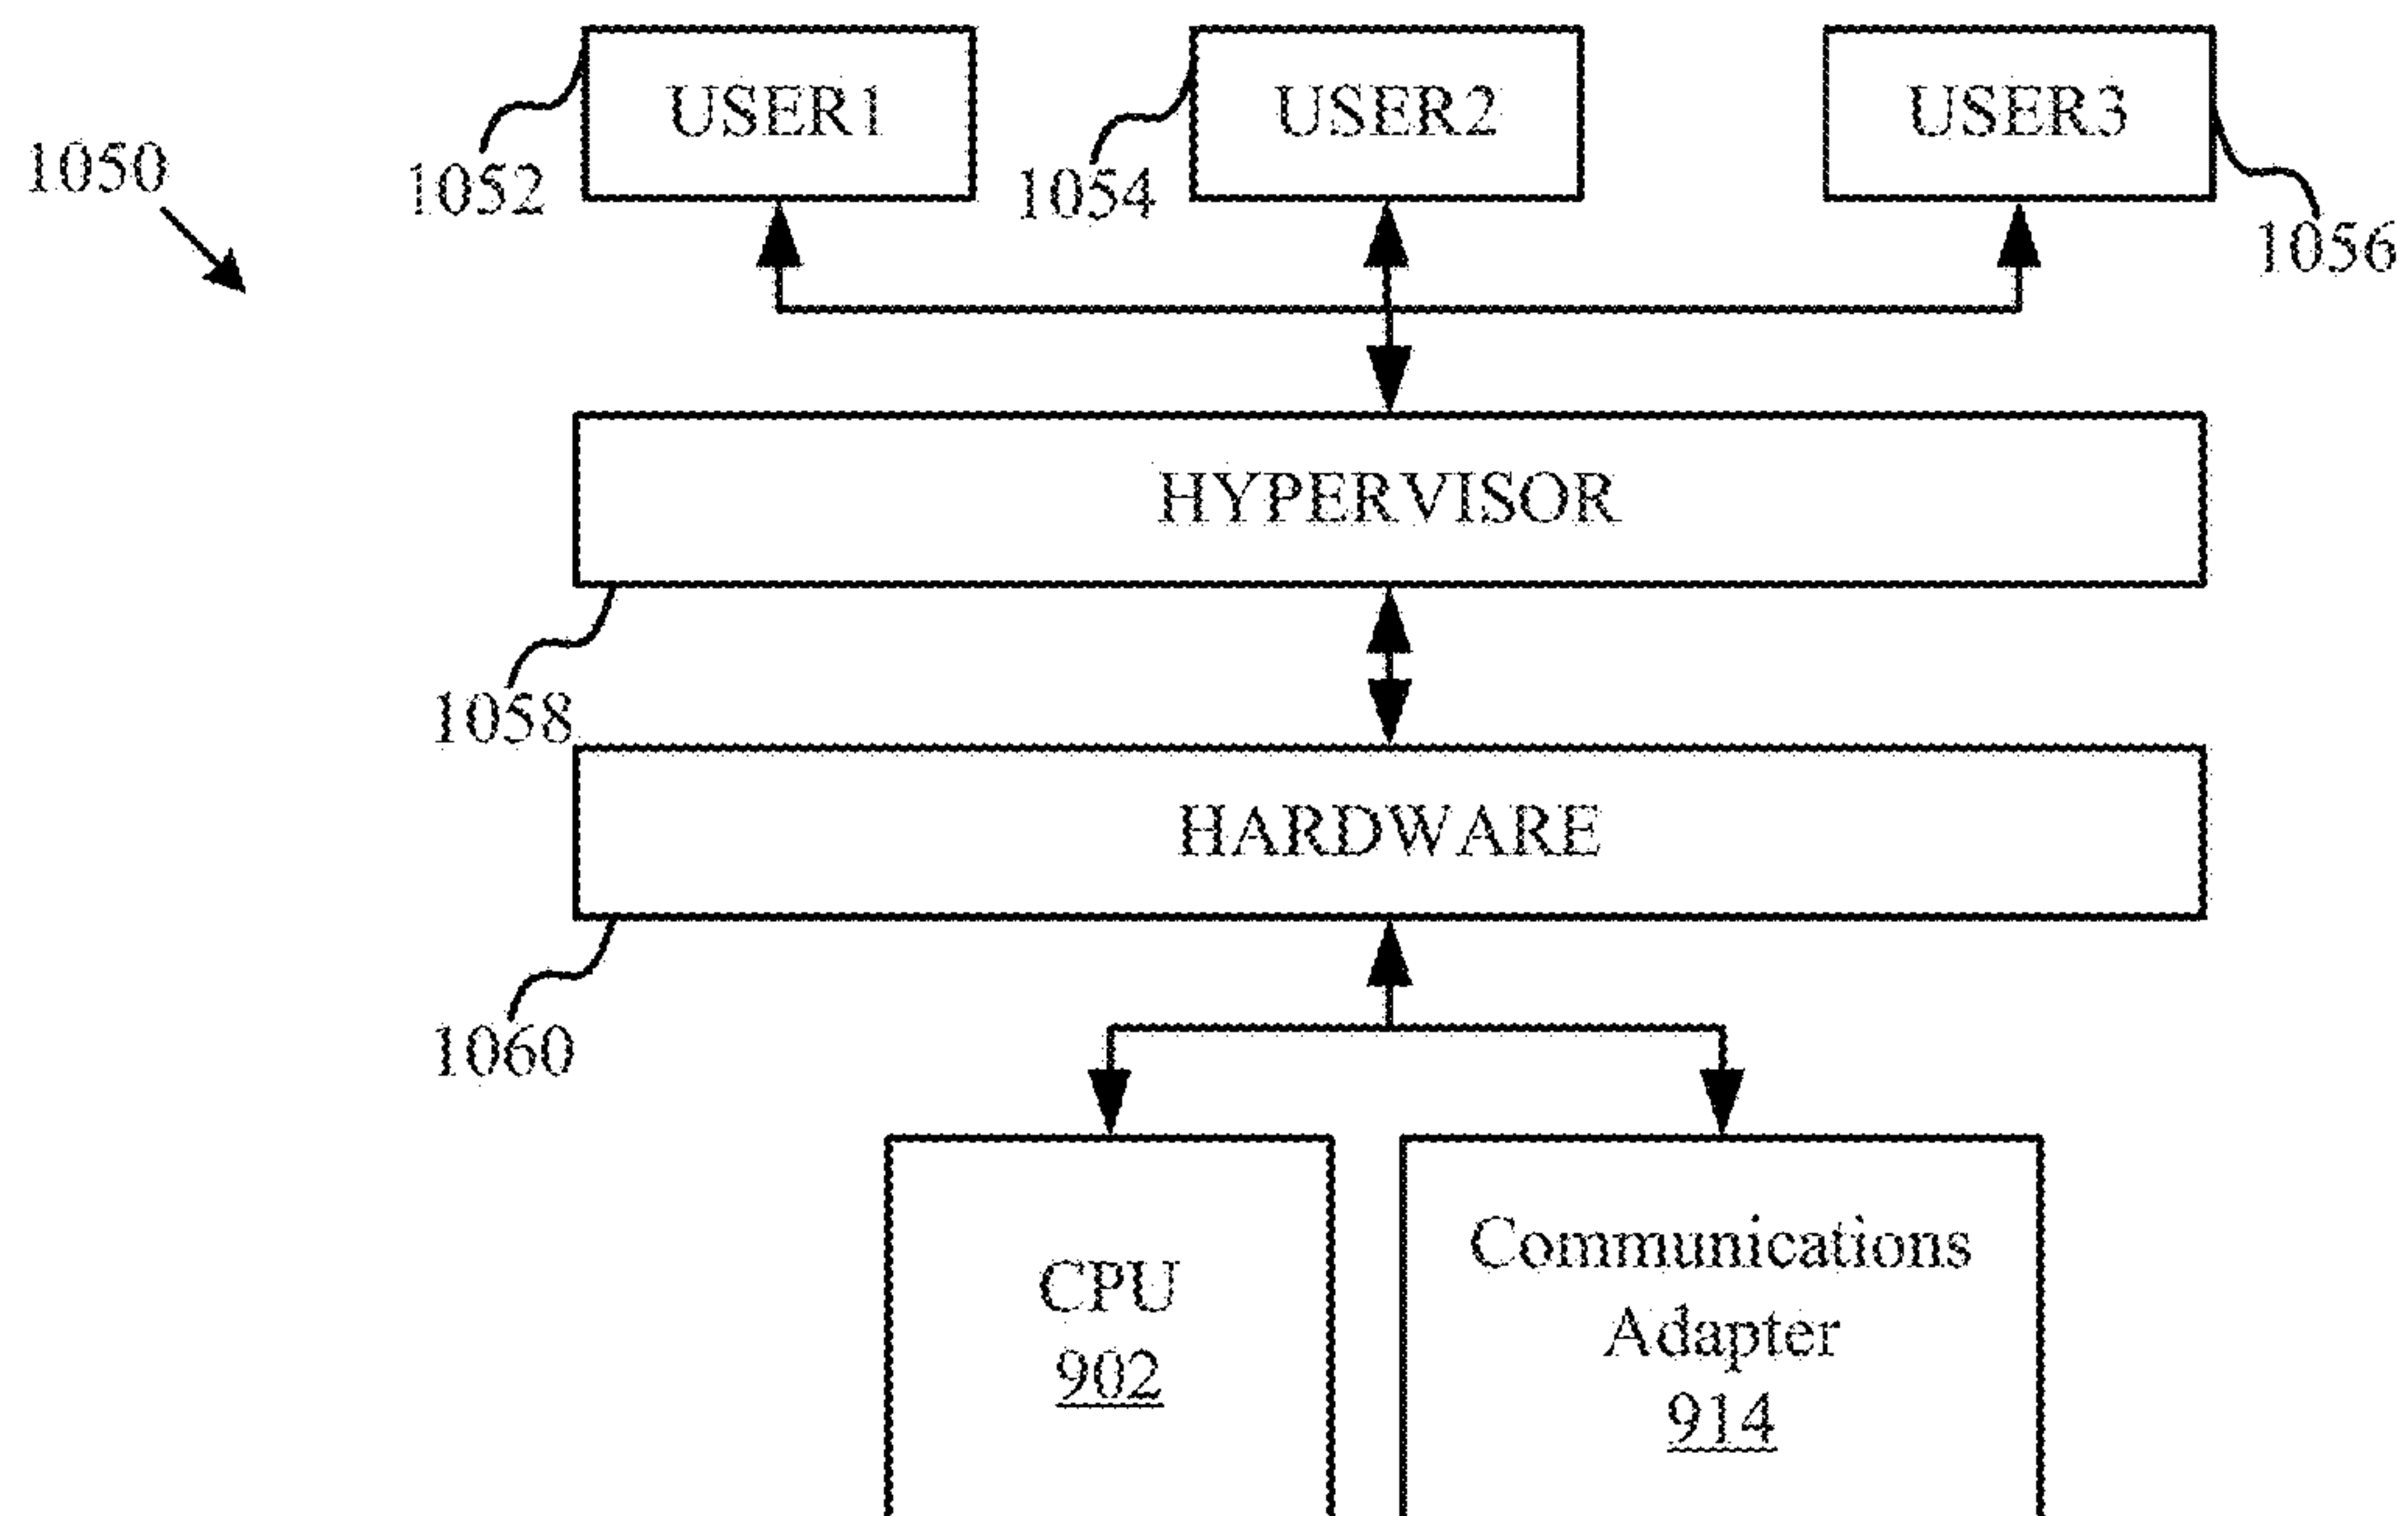 USER1
USER2
USER3
1050
1052
1054
1056
HYPERVISOR
1058
HARDWARE
1060
CPU
902
Communications
Adapter
914